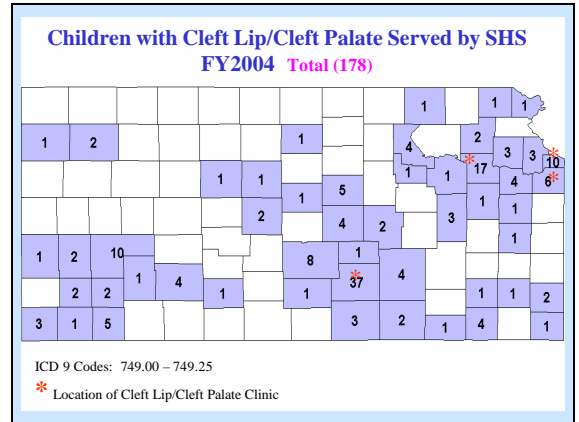 Children with Cleft Lip/Cleft Palate Served by SHS
FY2004 Total (178)
1 1 1
1 2 1 4 2 3 3 10
1 1 1 5 1 1 17 4 6
2 4 2 3 1 1
1 2 10 8 1 4 1
2 2 1 4 1 1 37 1 1 2
3 1 5 3 2 1 4 1
ICD 9 Codes: 749.00 – 749.25
* Location of Cleft Lip/Cleft Palate Clinic